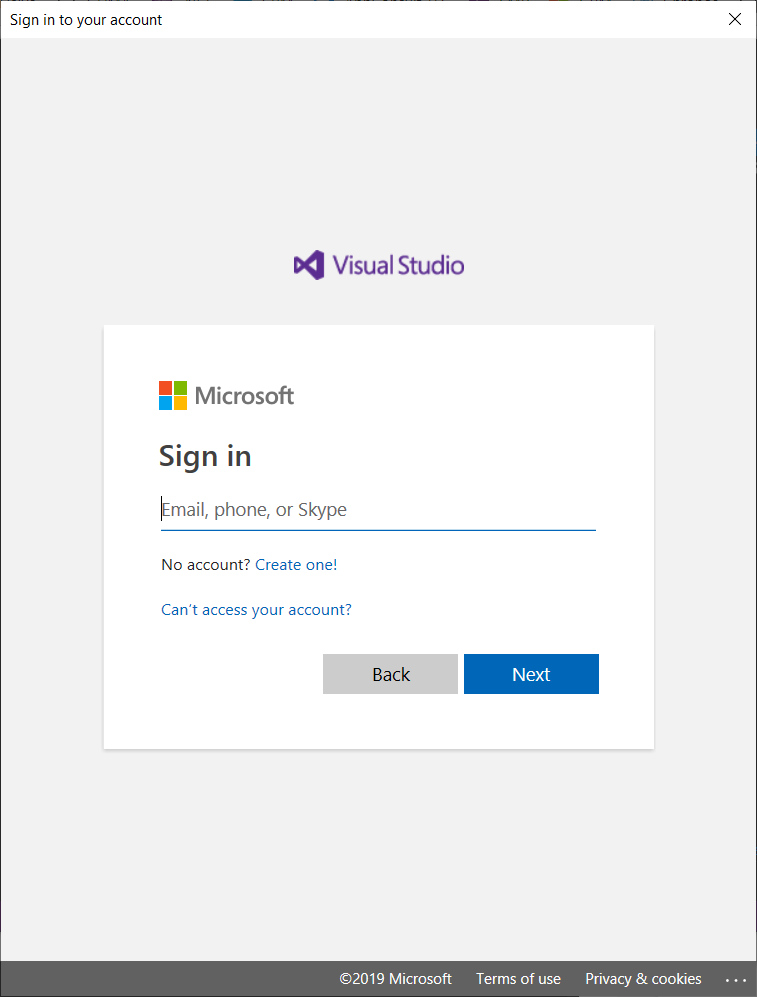 Sign in to your account
Visual Studio
Microsoft
Sign in
Email, phone, or Skype
No account? Create one!
Can't access your account?
Back Next
©2019 Microsoft Terms of use Privacy & cookies ...